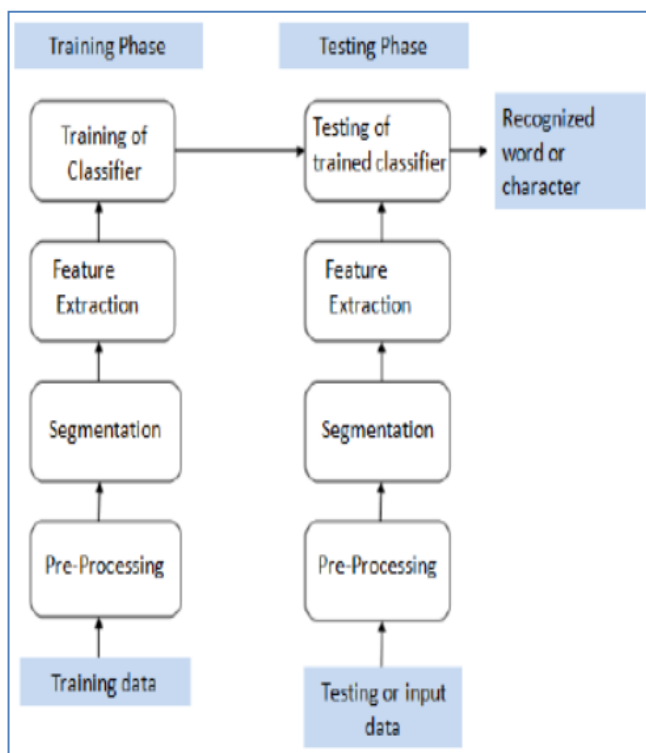 Training Phase
Testing Phase
Training of
Classifier
Testing of
trained classifier
Recognized
word or
character
Feature
Extraction
Feature
Extraction
Segmentation
Segmentation
Pre-Processing
Pre-Processing
Training data
Testing or input
data